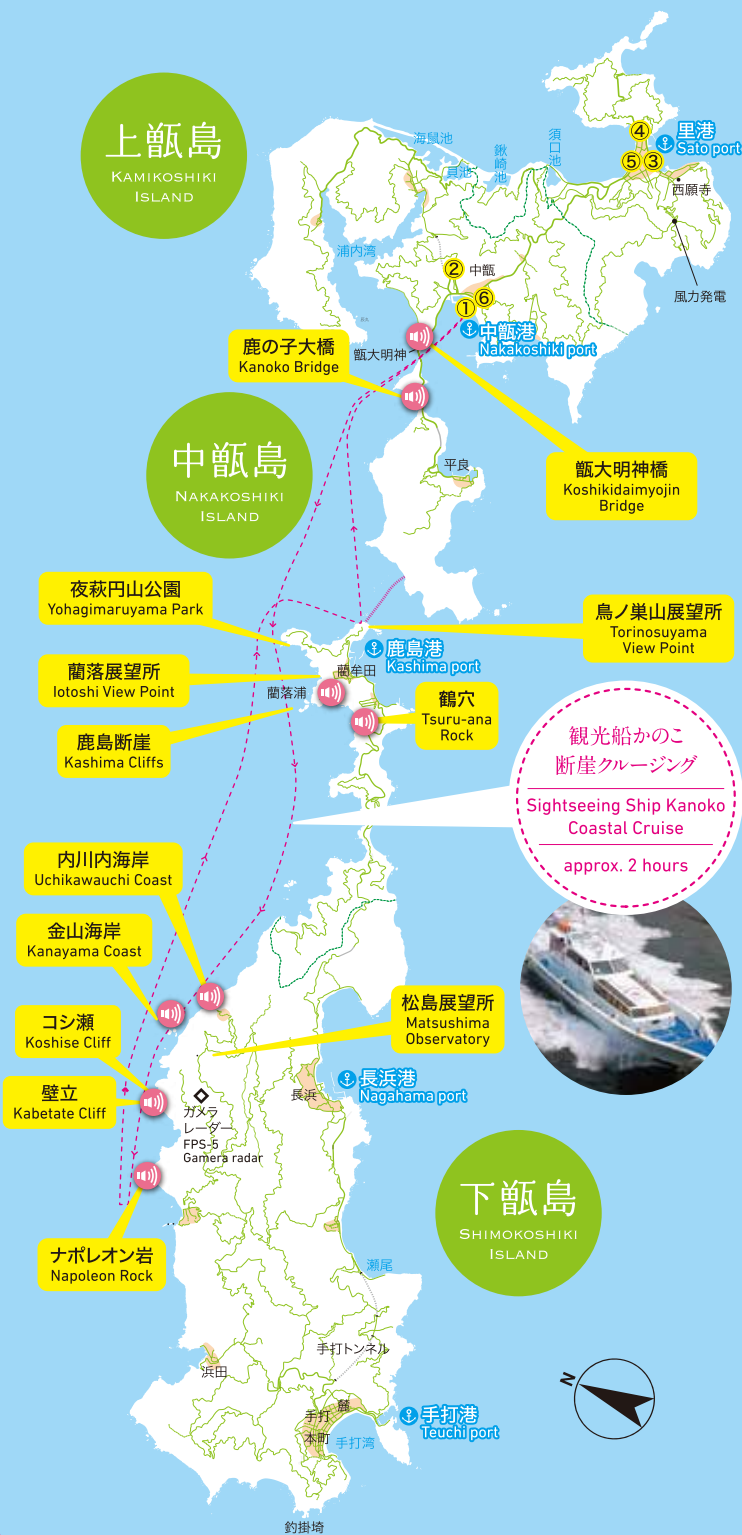 上甑島
KAMIKOSHIKI
ISLAND
海鼠池
貝池
鍬崎池
須口池
④
里港
Sato port
⑤
③
西願寺
風力発電
浦内湾
②
中甑
⑥
①
中甑港
Nakakoshiki port
鹿の子大橋
Kanoko Bridge
甑大明神
甑大明神橋
Koshikidaimyojin
Bridge
中甑島
NAKAKOSHIKI
ISLAND
平良
夜萩円山公園
Yohagimaruyama Park
鳥ノ巣山展望所
Torinosuyama
View Point
鹿島港
Kashima port
藺牟田
藺落展望所
Iotoshi View Point
藺落浦
鶴穴
Tsuru-ana
Rock
鹿島断崖
Kashima Cliffs
観光船かのこ
断崖クルージング
Sightseeing Ship Kanoko
Coastal Cruise
approx. 2 hours
内川内海岸
Uchikawauchi Coast
金山海岸
Kanayama Coast
コシ瀬
Koshise Cliff
松島展望所
Matsushima
Observatory
壁立
Kabetate Cliff
長浜港
Nagahama port
長浜
ガメラ
レーダー
FPS-5
Gamera radar
下甑島
SHIMOKOSHIKI
ISLAND
ナポレオン岩
Napoleon Rock
瀬尾
手打トンネル
浜田
麓
手打
本町
手打湾
手打港
Teuchi port
N
釣掛埼